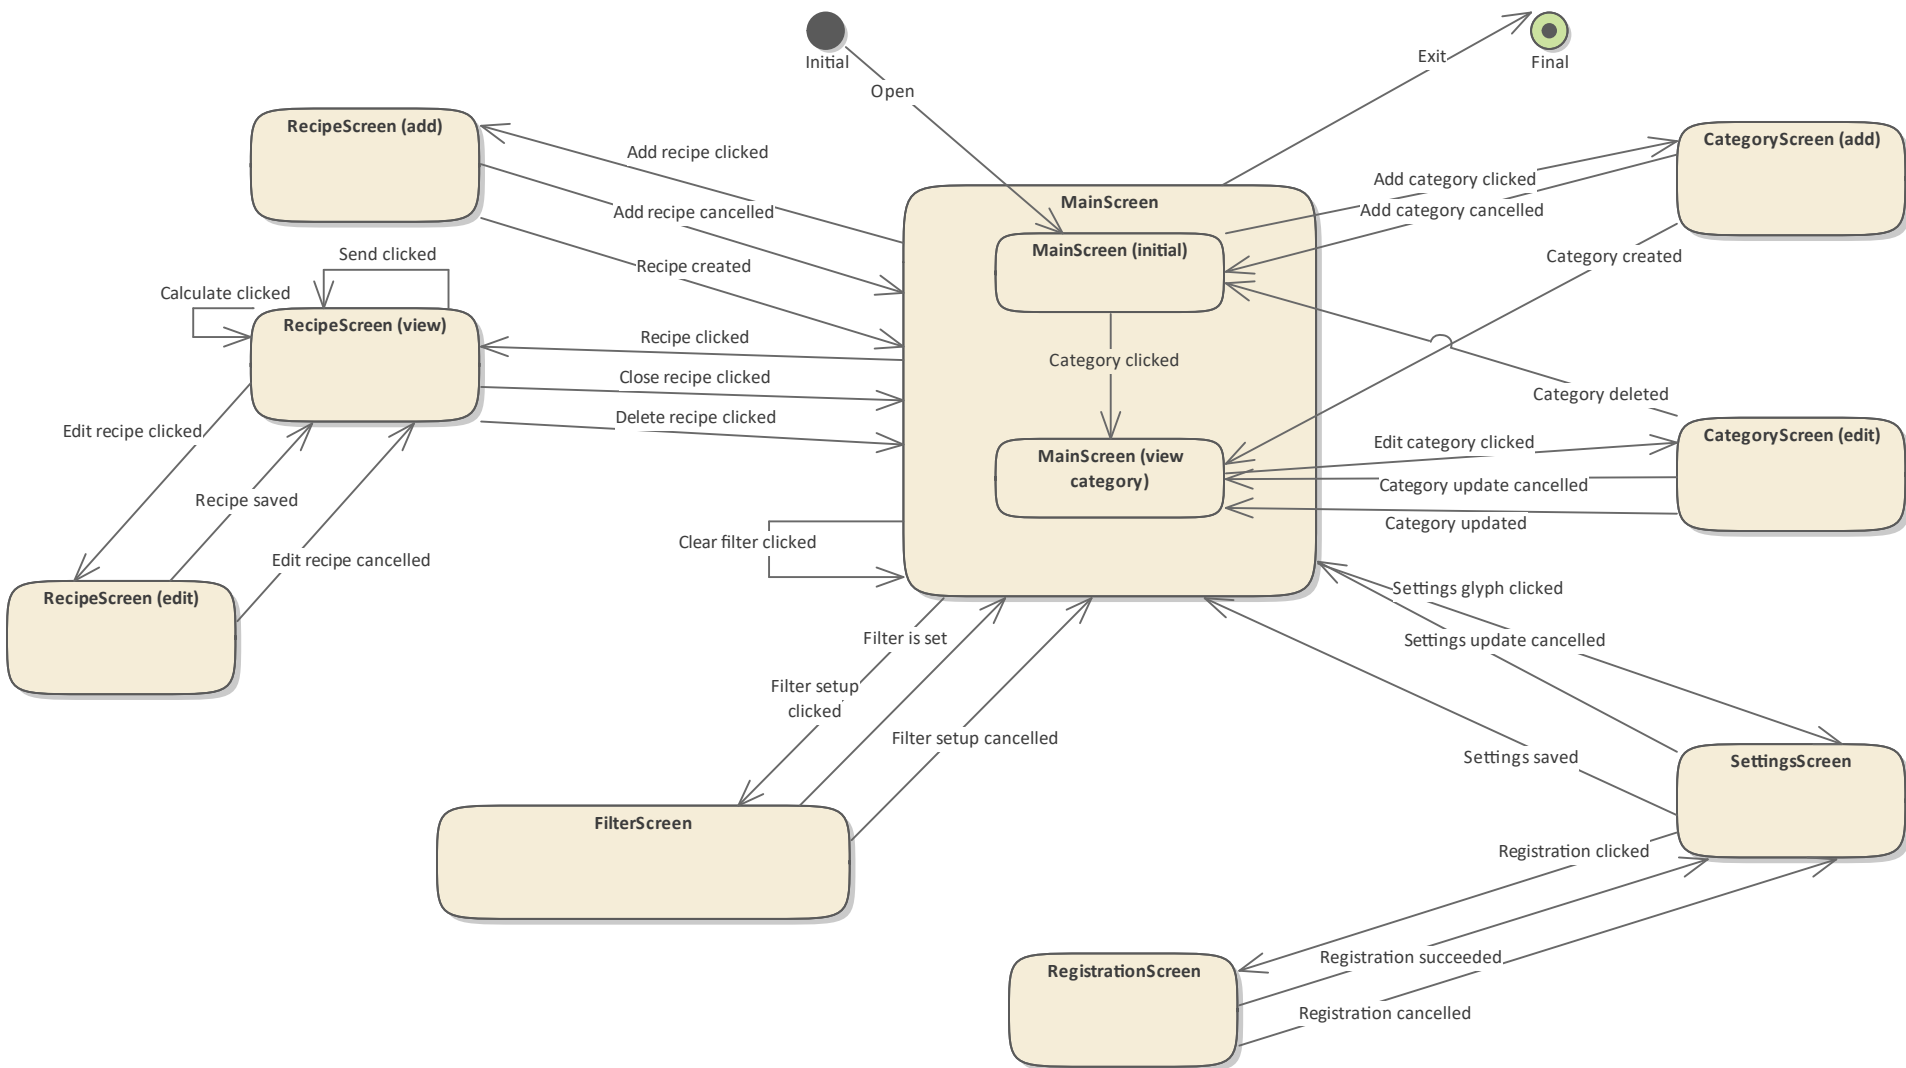 Initial
Final
Exit
Open
RecipeScreen (add)
CategoryScreen (add)
Add recipe clicked
Add category clicked
MainScreen
Add recipe cancelled
Add category cancelled
MainScreen (initial)
Send clicked
Category created
Recipe created
Calculate clicked
RecipeScreen (view)
Recipe clicked
Category clicked
Close recipe clicked
Category deleted
Delete recipe clicked
Edit recipe clicked
Edit category clicked
CategoryScreen (edit)
MainScreen (view
category)
Category update cancelled
Recipe saved
Category updated
Clear filter clicked
Edit recipe cancelled
Settings glyph clicked
RecipeScreen (edit)
Filter is set
Settings update cancelled
Filter setup
clicked
Filter setup cancelled
Settings saved
SettingsScreen
FilterScreen
Registration clicked
Registration succeeded
RegistrationScreen
Registration cancelled